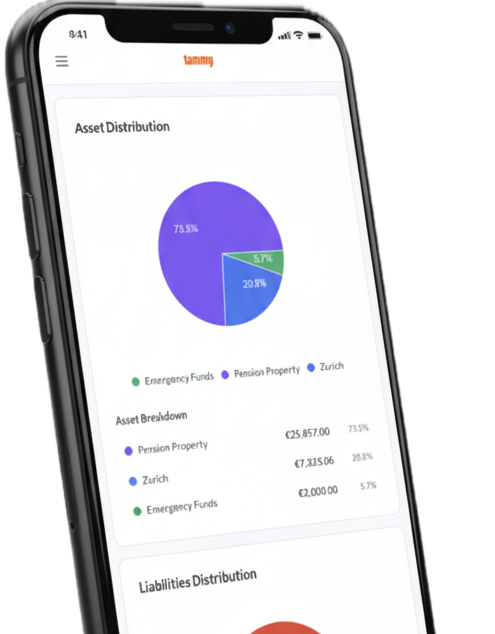 9:41
tammy
Asset Distribution
73.5%
5.7%
20.8%
Emergency Funds Pension Property Zurich
Asset Breakdown
Pension Property €25,857.00 73.5%
Zurich €7,335.06 20.8%
Emergency Funds €2,000.00 5.7%
Liabilities Distribution